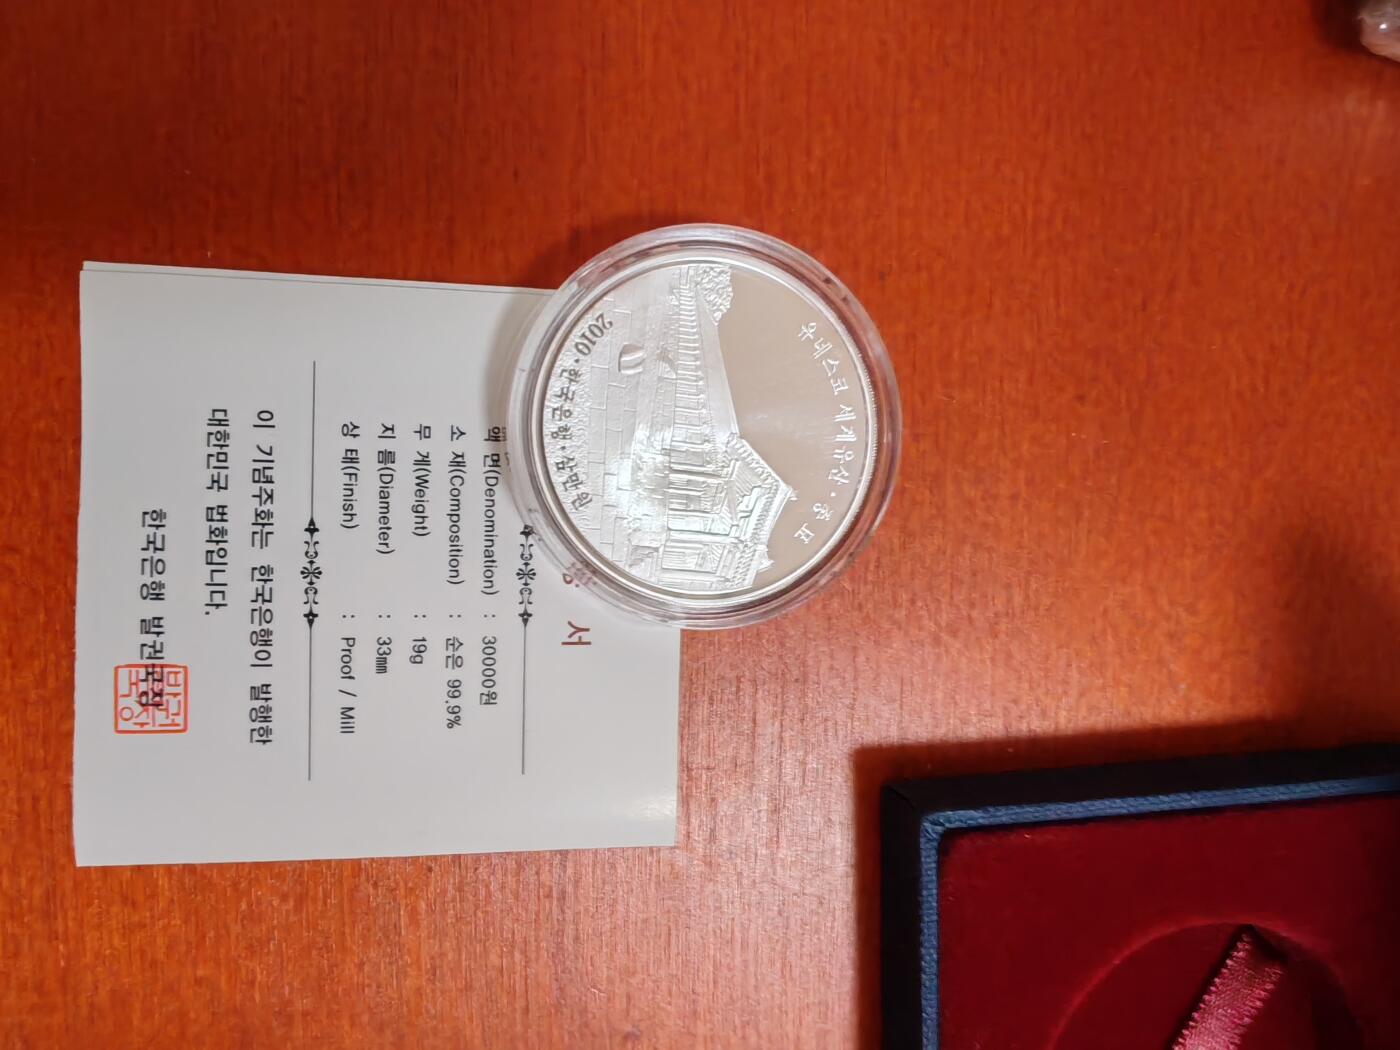 유네스코 세계유산·종묘
2010·한국은행·삼만원
증 서
액 면(Denomination) : 30000원
소 재(Composition) : 순은 99.9%
무 게(Weight) : 19g
지 름(Diameter) : 33㎜
상 태(Finish) : Proof / Mill
이 기념주화는 한국은행이 발행한
대한민국 법화입니다.
한국은행 발권국장